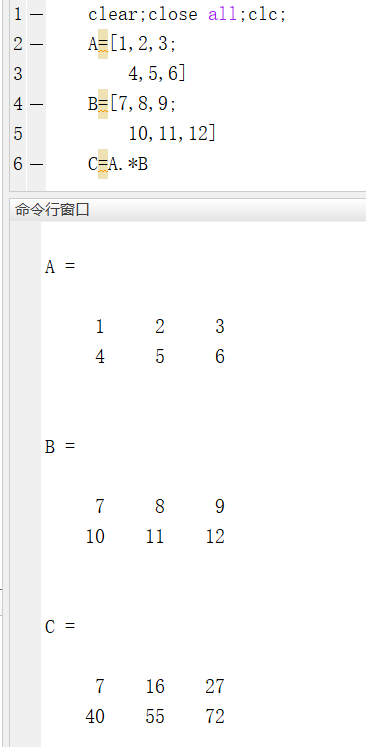 1 — clear;close all;clc;
2 — A=[1,2,3;
3 4,5,6]
4 — B=[7,8,9;
5 10,11,12]
6 — C=A.*B
命令行窗口
A =
1 2 3
4 5 6
B =
7 8 9
10 11 12
C =
7 16 27
40 55 72